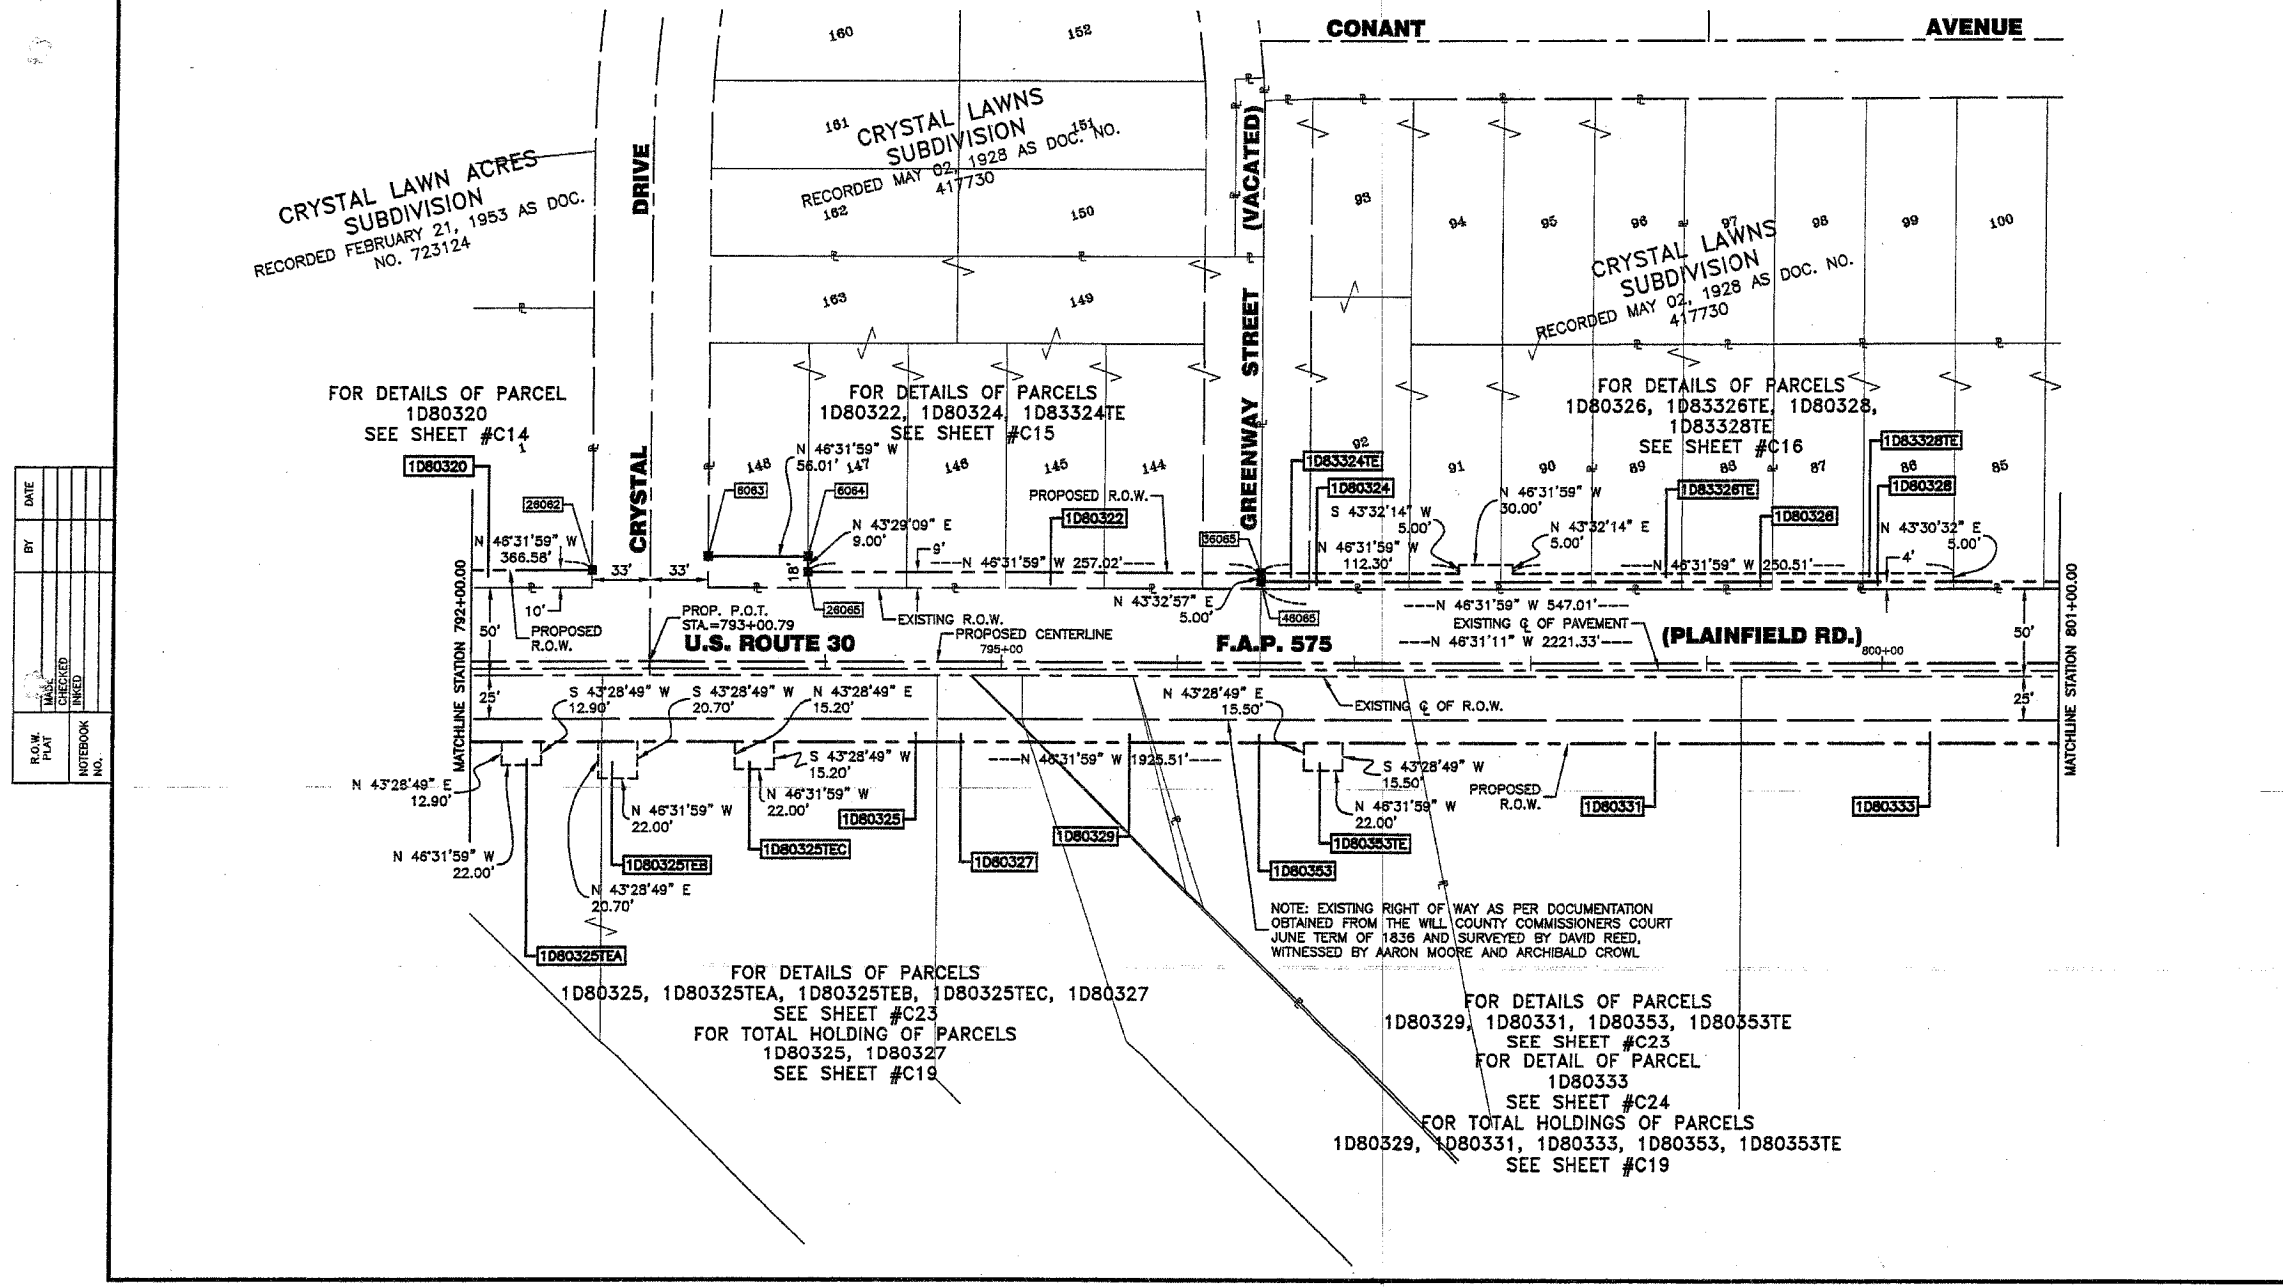 CONANT AVENUE
160
152
161
151
162
150
163
149
CRYSTAL LAWNS
SUBDIVISION
RECORDED MAY 02, 1928 AS DOC. NO.
417730
CRYSTAL LAWN ACRES
SUBDIVISION
RECORDED FEBRUARY 21, 1953 AS DOC.
NO. 723124
CRYSTAL DRIVE
GREENWAY STREET (VACATED)
93
94
95
96
97
98
99
100
CRYSTAL LAWNS
SUBDIVISION
RECORDED MAY 02, 1928 AS DOC. NO.
417730
FOR DETAILS OF PARCEL
1D80320
SEE SHEET #C14
1
1D80320
FOR DETAILS OF PARCELS
1D80322, 1D80324, 1D83324TE
SEE SHEET #C15
FOR DETAILS OF PARCELS
1D80326, 1D83326TE, 1D80328,
1D83328TE
SEE SHEET #C16
148
147
146
145
144
92
91
90
89
88
87
86
85
N 46°31'59" W
56.01'
6063
6064
26062
N 46°31'59" W
366.58'
33'
33'
18'
N 43°29'09" E
9.00'
9'
PROPOSED R.O.W.
1D80322
N 46°31'59" W 257.02'
36065
1D83324TE
1D80324
S 43°32'14" W
5.00'
N 46°31'59" W
112.30'
N 46°31'59" W
30.00'
N 43°32'14" E
5.00'
1D83326TE
1D80326
1D83328TE
1D80328
N 43°30'32" E
5.00'
4'
N 46°31'59" W 250.51'
10'
50'
PROPOSED
R.O.W.
PROP. P.O.T.
STA.=793+00.79
26065
EXISTING R.O.W.
N 43°32'57" E
5.00'
46065
N 46°31'59" W 547.01'
EXISTING ℄ OF PAVEMENT
N 46°31'11" W 2221.33'
PROPOSED CENTERLINE
795+00
U.S. ROUTE 30 F.A.P. 575 (PLAINFIELD RD.)
800+00
50'
25'
25'
MATCHLINE STATION 792+00.00
MATCHLINE STATION 801+00.00
S 43°28'49" W
12.90'
S 43°28'49" W
20.70'
N 43°28'49" E
15.20'
N 43°28'49" E
15.50'
EXISTING ℄ OF R.O.W.
S 43°28'49" W
15.20'
N 46°31'59" W 1925.51'
S 43°28'49" W
15.50'
N 43°28'49" E
12.90'
N 46°31'59" W
22.00'
N 46°31'59" W
22.00'
N 46°31'59" W
22.00'
PROPOSED
R.O.W.
1D80325
1D80329
1D80331
1D80333
N 46°31'59" W
22.00'
1D80325TEB
1D80325TEC
1D80327
1D80353TE
1D80353
N 43°28'49" E
20.70'
1D80325TEA
NOTE: EXISTING RIGHT OF WAY AS PER DOCUMENTATION
OBTAINED FROM THE WILL COUNTY COMMISSIONERS COURT
JUNE TERM OF 1836 AND SURVEYED BY DAVID REED,
WITNESSED BY AARON MOORE AND ARCHIBALD CROWL
FOR DETAILS OF PARCELS
1D80325, 1D80325TEA, 1D80325TEB, 1D80325TEC, 1D80327
SEE SHEET #C23
FOR TOTAL HOLDING OF PARCELS
1D80325, 1D80327
SEE SHEET #C19
FOR DETAILS OF PARCELS
1D80329, 1D80331, 1D80353, 1D80353TE
SEE SHEET #C23
FOR DETAIL OF PARCEL
1D80333
SEE SHEET #C24
FOR TOTAL HOLDINGS OF PARCELS
1D80329, 1D80331, 1D80333, 1D80353, 1D80353TE
SEE SHEET #C19
DATE
BY
MADE
CHECKED
INKED
R.O.W.
PLAT
NOTEBOOK
NO.